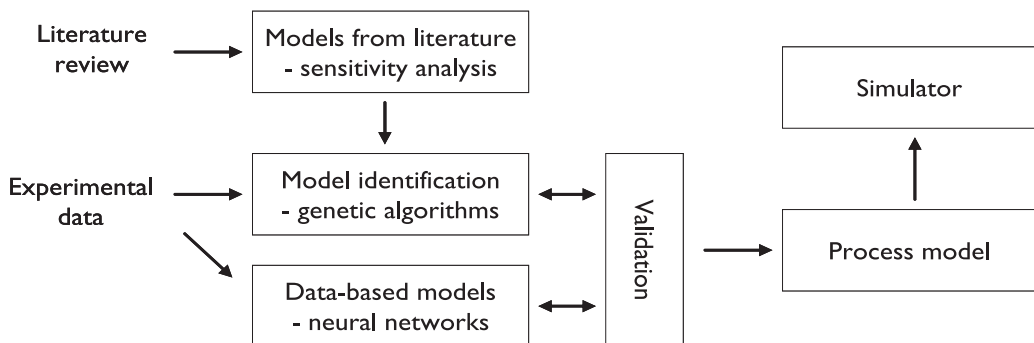 Literature
review
Models from literature
- sensitivity analysis
Simulator
Experimental
data
Model identification
- genetic algorithms
Validation
Process model
Data-based models
- neural networks